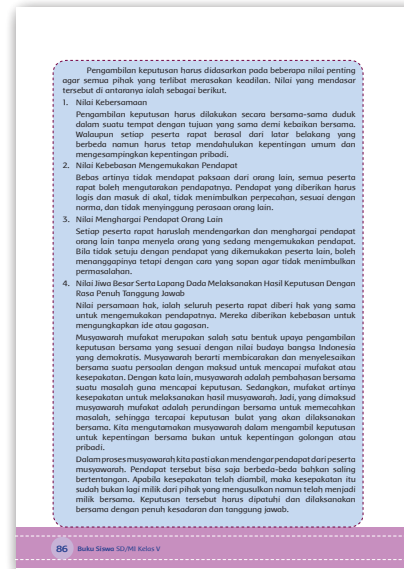 Pengambilan keputusan harus didasarkan pada beberapa nilai penting
agar semua pihak yang terlibat merasakan keadilan. Nilai yang mendasar
tersebut di antaranya ialah sebagai berikut.
1. Nilai Kebersamaan
Pengambilan keputusan harus dilakukan secara bersama-sama duduk
dalam suatu tempat dengan tujuan yang sama demi kebaikan bersama.
Walaupun setiap peserta rapat berasal dari latar belakang yang
berbeda namun harus tetap mendahulukan kepentingan umum dan
mengesampingkan kepentingan pribadi.
2. Nilai Kebebasan Mengemukakan Pendapat
Bebas artinya tidak mendapat paksaan dari orang lain, semua peserta
rapat boleh mengutarakan pendapatnya. Pendapat yang diberikan harus
logis dan masuk di akal, tidak menimbulkan perpecahan, sesuai dengan
norma, dan tidak menyinggung perasaan orang lain.
3. Nilai Menghargai Pendapat Orang Lain
Setiap peserta rapat haruslah mendengarkan dan menghargai pendapat
orang lain tanpa menyela orang yang sedang mengemukakan pendapat.
Bila tidak setuju dengan pendapat yang dikemukakan peserta lain, boleh
menanggapinya tetapi dengan cara yang sopan agar tidak menimbulkan
permasalahan.
4. Nilai Jiwa Besar Serta Lapang Dada Melaksanakan Hasil Keputusan Dengan
Rasa Penuh Tanggung Jawab
Nilai persamaan hak, ialah seluruh peserta rapat diberi hak yang sama
untuk mengemukakan pendapatnya. Mereka diberikan kebebasan untuk
mengungkapkan ide atau gagasan.
Musyawarah mufakat merupakan salah satu bentuk upaya pengambilan
keputusan bersama yang sesuai dengan nilai budaya bangsa Indonesia
yang demokratis. Musyawarah berarti membicarakan dan menyelesaikan
bersama suatu persoalan dengan maksud untuk mencapai mufakat atau
kesepakatan. Dengan kata lain, musyawarah adalah pembahasan bersama
suatu masalah guna mencapai keputusan. Sedangkan, mufakat artinya
kesepakatan untuk melaksanakan hasil musyawarah. Jadi, yang dimaksud
musyawarah mufakat adalah perundingan bersama untuk memecahkan
masalah, sehingga tercapai keputusan bulat yang akan dilaksanakan
bersama. Kita mengutamakan musyawarah dalam mengambil keputusan
untuk kepentingan bersama bukan untuk kepentingan golongan atau
pribadi.
Dalam proses musyawarah kita pasti akan mendengar pendapat dari peserta
musyawarah. Pendapat tersebut bisa saja berbeda-beda bahkan saling
bertentangan. Apabila kesepakatan telah diambil, maka kesepakatan itu
sudah bukan lagi milik dari pihak yang mengusulkan namun telah menjadi
milik bersama. Keputusan tersebut harus dipatuhi dan dilaksanakan
bersama dengan penuh kesadaran dan tanggung jawab.
86 Buku Siswa SD/MI Kelas V